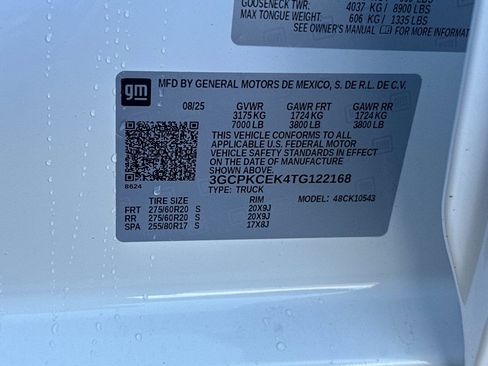 GOOSENECK TWR: 4037 KG / 8900 LBS
MAX TONGUE WEIGHT: 606 KG / 1335 LBS
SEE OWNER'S MANUAL FOR MORE INFORMATION
gm
MFD BY GENERAL MOTORS DE MEXICO, S. DE R.L. DE C.V.
08/25 GVWR GAWR FRT GAWR RR
3175 KG 1724 KG 1724 KG
7000 LB 3800 LB 3800 LB
THIS VEHICLE CONFORMS TO ALL
APPLICABLE U.S. FEDERAL MOTOR
VEHICLE SAFETY STANDARDS IN EFFECT
ON THE DATE OF MANUFACTURE
SHOWN ABOVE.
3GCPKCEK4TG122168
8624 TYPE: TRUCK MODEL: 48CK10543
TIRE SIZE RIM
FRT 275/60R20 S 20X9J
RR 275/60R20 S 20X9J
SPA 255/80R17 S 17X8J